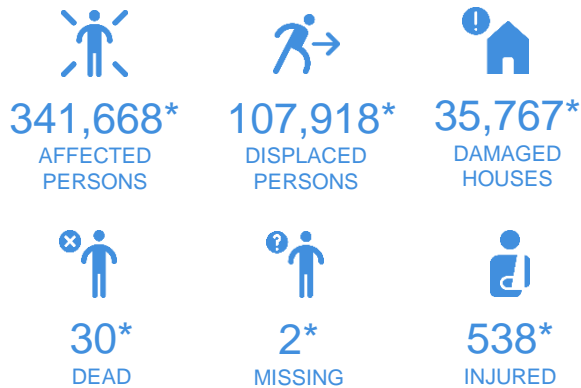 341,668*
AFFECTED
PERSONS
107,918*
DISPLACED
PERSONS
35,767*
DAMAGED
HOUSES
30*
DEAD
2*
MISSING
538*
INJURED